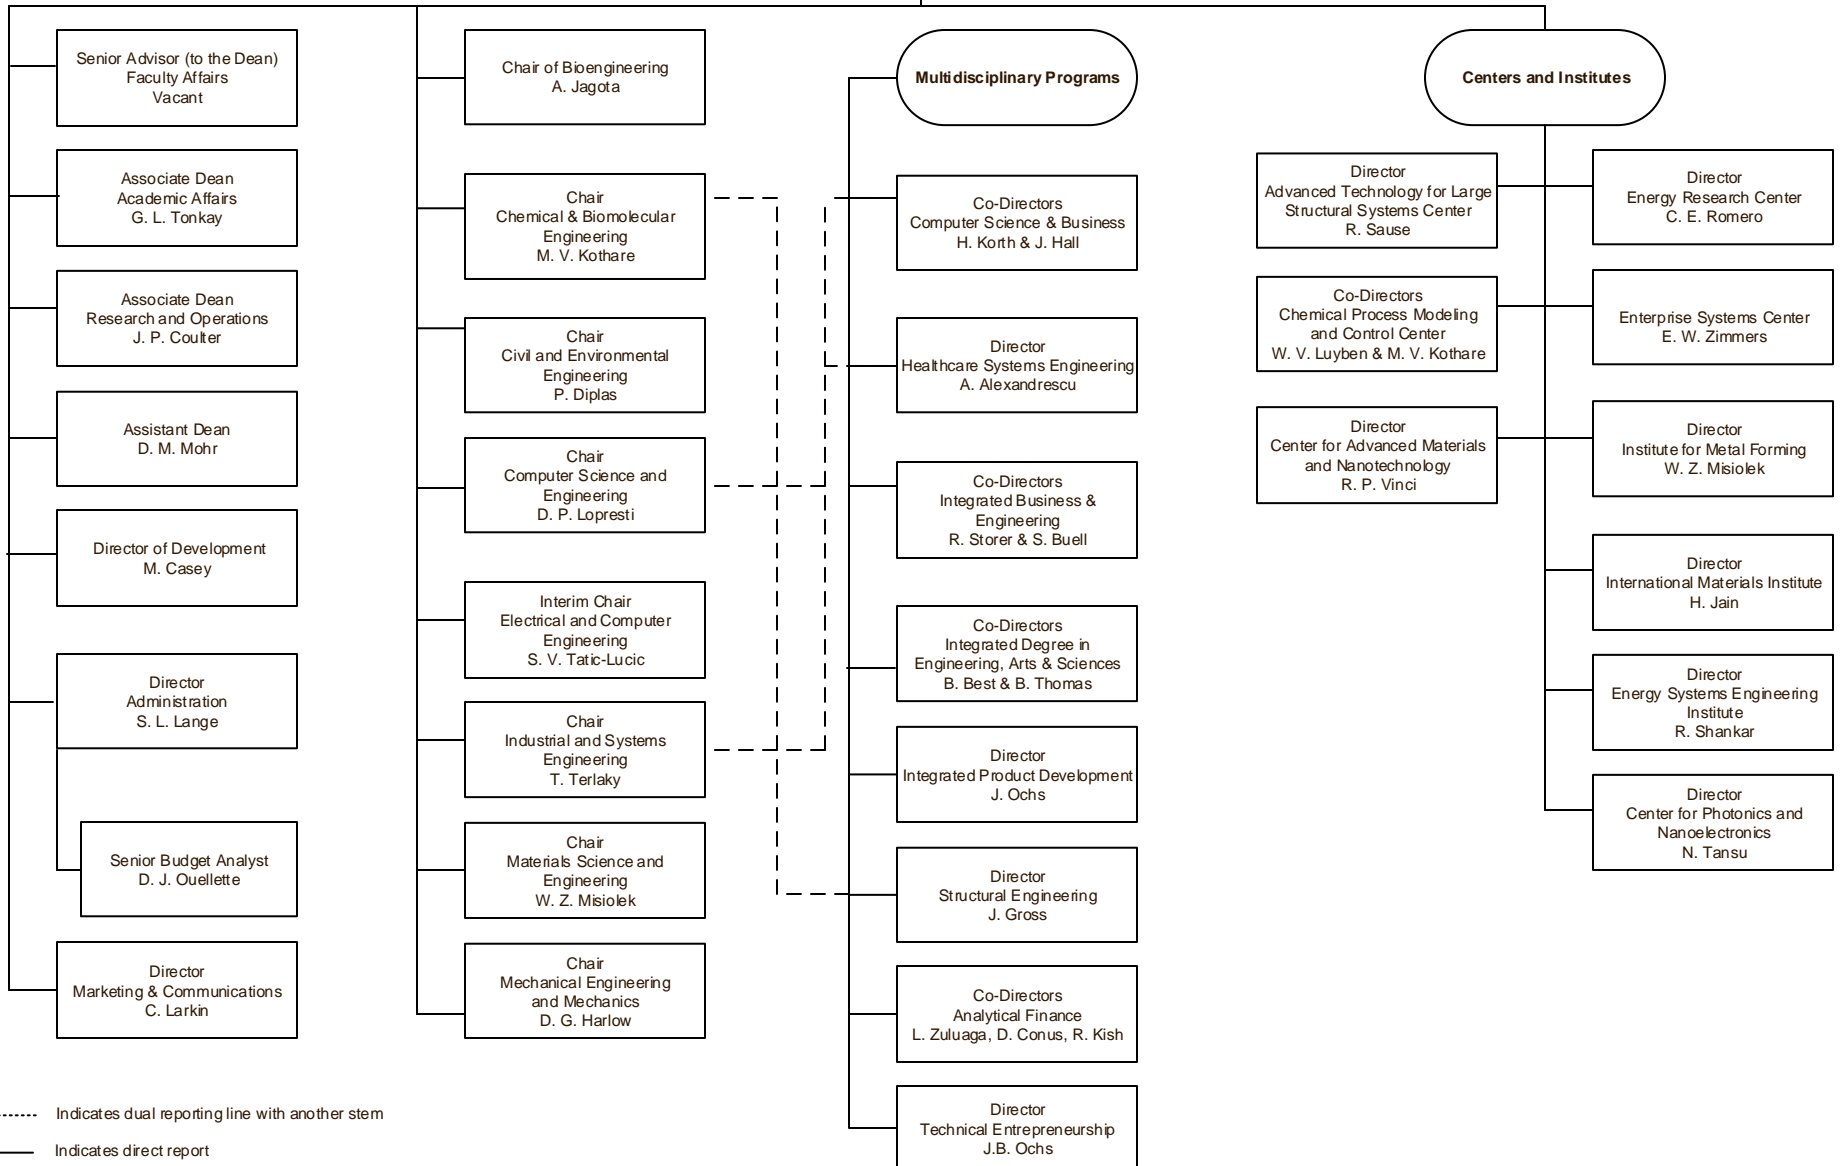 Senior Advisor (to the Dean)
Faculty Affairs
Vacant
Associate Dean
Academic Affairs
G. L. Tonkay
Associate Dean
Research and Operations
J. P. Coulter
Assistant Dean
D. M. Mohr
Director of Development
M. Casey
Director
Administration
S. L. Lange
Senior Budget Analyst
D. J. Ouellette
Director
Marketing & Communications
C. Larkin
Chair of Bioengineering
A. Jagota
Chair
Chemical & Biomolecular
Engineering
M. V. Kothare
Chair
Civil and Environmental
Engineering
P. Diplas
Chair
Computer Science and
Engineering
D. P. Lopresti
Interim Chair
Electrical and Computer
Engineering
S. V. Tatic-Lucic
Chair
Industrial and Systems
Engineering
T. Terlaky
Chair
Materials Science and
Engineering
W. Z. Misiolek
Chair
Mechanical Engineering
and Mechanics
D. G. Harlow
Multidisciplinary Programs
Co-Directors
Computer Science & Business
H. Korth & J. Hall
Director
Healthcare Systems Engineering
A. Alexandrescu
Co-Directors
Integrated Business &
Engineering
R. Storer & S. Buell
Co-Directors
Integrated Degree in
Engineering, Arts & Sciences
B. Best & B. Thomas
Director
Integrated Product Development
J. Ochs
Director
Structural Engineering
J. Gross
Co-Directors
Analytical Finance
L. Zuluaga, D. Conus, R. Kish
Director
Technical Entrepreneurship
J.B. Ochs
Centers and Institutes
Director
Advanced Technology for Large
Structural Systems Center
R. Sause
Co-Directors
Chemical Process Modeling
and Control Center
W. V. Luyben & M. V. Kothare
Director
Center for Advanced Materials
and Nanotechnology
R. P. Vinci
Director
Energy Research Center
C. E. Romero
Enterprise Systems Center
E. W. Zimmers
Director
Institute for Metal Forming
W. Z. Misiolek
Director
International Materials Institute
H. Jain
Director
Energy Systems Engineering
Institute
R. Shankar
Director
Center for Photonics and
Nanoelectronics
N. Tansu
Indicates dual reporting line with another stem
Indicates direct report